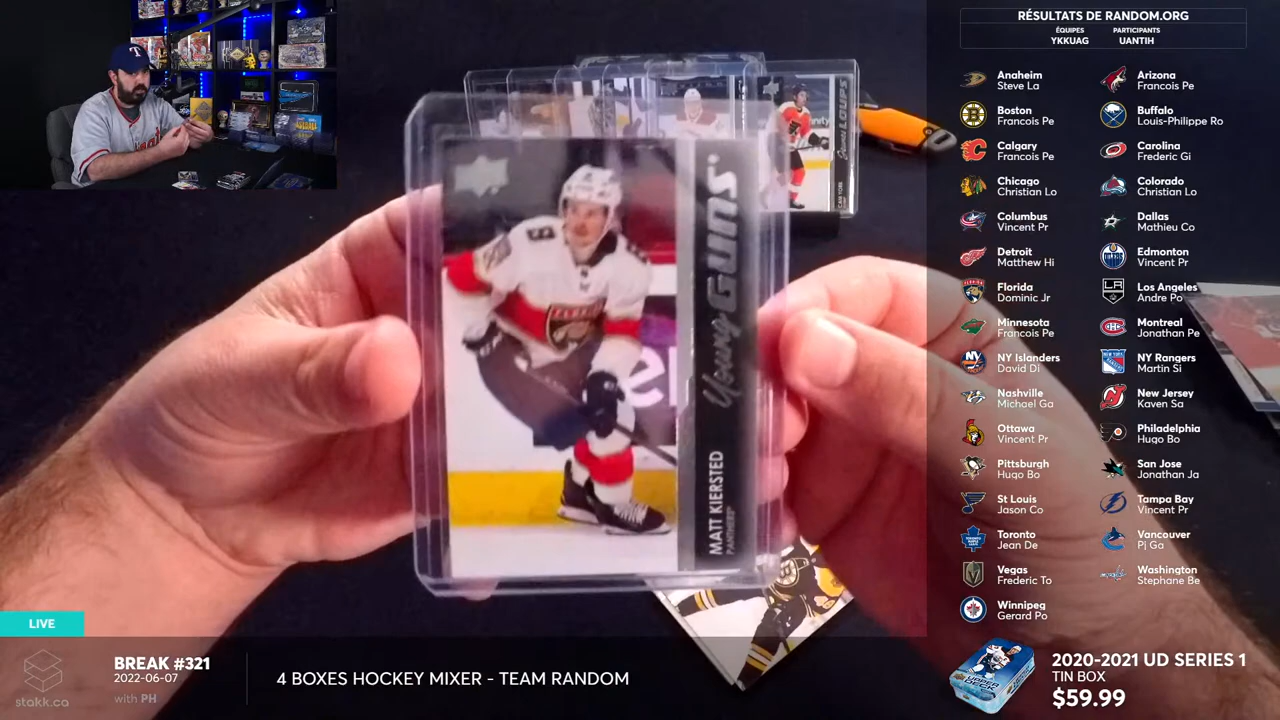 RÉSULTATS DE RANDOM.ORG
ÉQUIPES
YKKUAG
PARTICIPANTS
UANTIH
Anaheim
Steve La
Arizona
Francois Pe
Boston
Francois Pe
Buffalo
Louis-Philippe Ro
Calgary
Francois Pe
Carolina
Frederic Gi
Chicago
Christian Lo
Colorado
Christian Lo
Columbus
Vincent Pr
Dallas
Mathieu Co
Detroit
Matthew Hi
Edmonton
Vincent Pr
Florida
Dominic Jr
Los Angeles
Andre Po
Minnesota
Francois Pe
Montreal
Jonathan Pe
NY Islanders
David Di
NY Rangers
Martin Si
Nashville
Michael Ga
New Jersey
Kaven Sa
Ottawa
Vincent Pr
Philadelphia
Hugo Bo
Pittsburgh
Hugo Bo
San Jose
Jonathan Ja
St Louis
Jason Co
Tampa Bay
Vincent Pr
Toronto
Jean De
Vancouver
Pj Ga
Vegas
Frederic To
Washington
Stephane Be
Winnipeg
Gerard Po
Young GUNS
MATT KIERSTED
PANTHERS
LIVE
stakk.ca
BREAK #321
2022-06-07
with PH
4 BOXES HOCKEY MIXER - TEAM RANDOM
2020-2021 UD SERIES 1
TIN BOX
$59.99